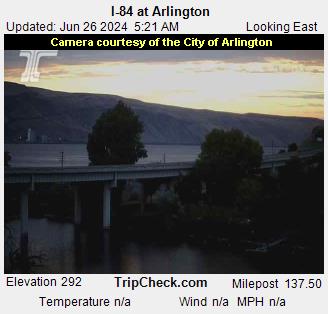 I-84 at Arlington
Updated: Jun 26 2024 5:21 AM Looking East
Camera courtesy of the City of Arlington
Elevation 292 TripCheck.com Milepost 137.50
Temperature n/a Wind n/a MPH n/a